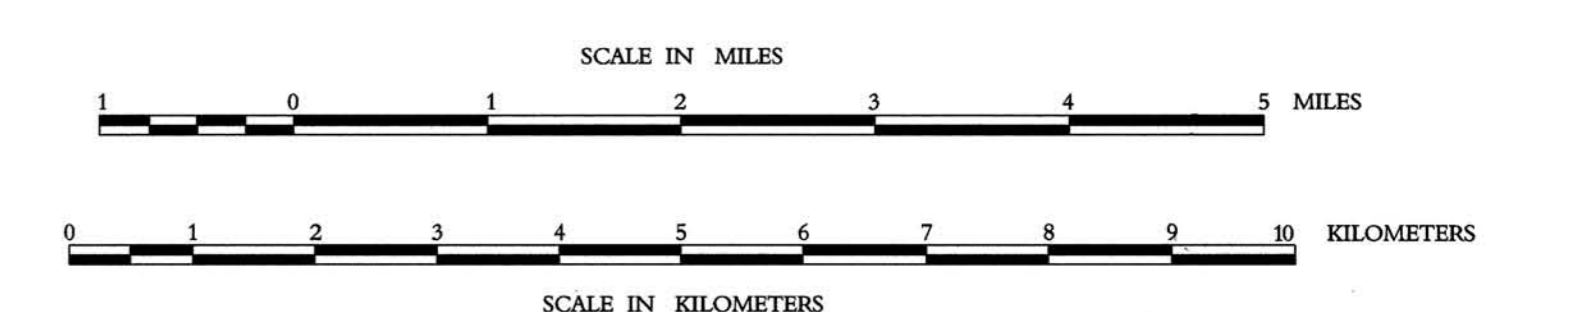 SCALE IN MILES
1 0 1 2 3 4 5 MILES
0 1 2 3 4 5 6 7 8 9 10 KILOMETERS
SCALE IN KILOMETERS